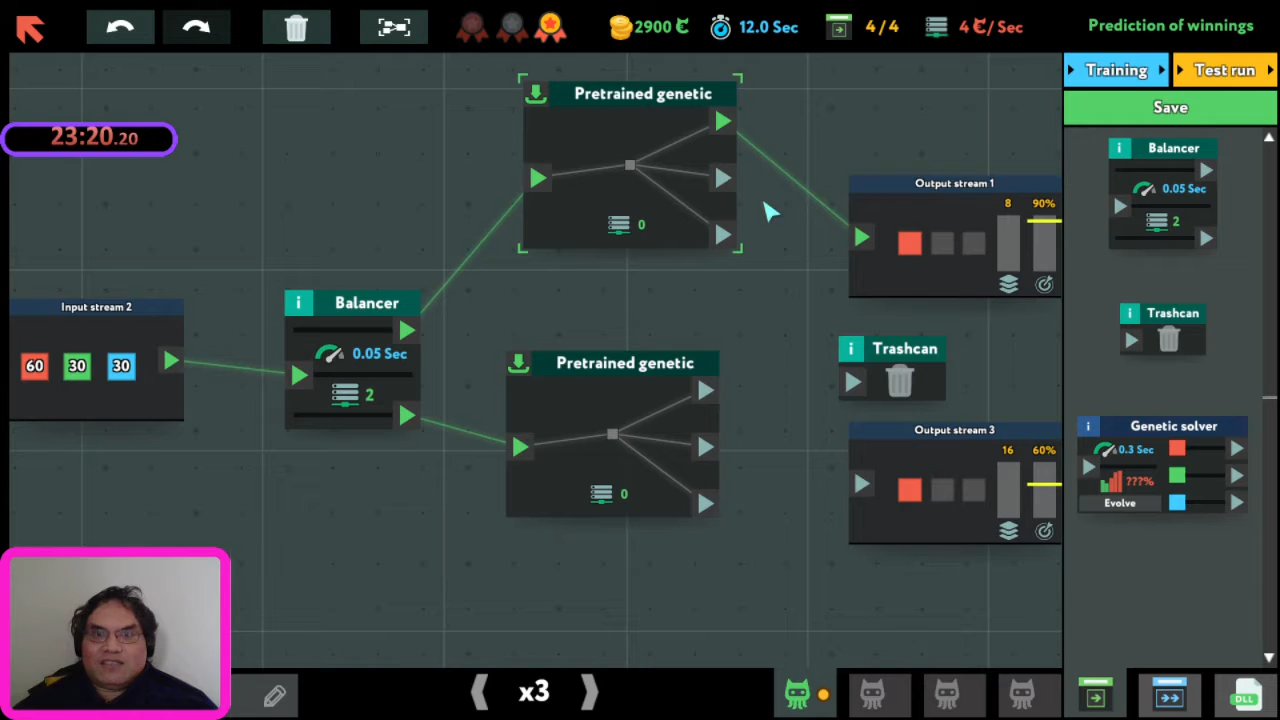 2900 €
12.0 Sec
4/4
4 €/Sec
Prediction of winnings
Training
Test run
Save
23:20.20
Pretrained genetic
0
Output stream 1
8
90%
Input stream 2
60
30
30
Balancer
0.05 Sec
2
Pretrained genetic
0
Trashcan
Output stream 3
16
60%
i
Balancer
0.05 Sec
2
i
Trashcan
i
Genetic solver
0.3 Sec
???%
Evolve
x3
DLL